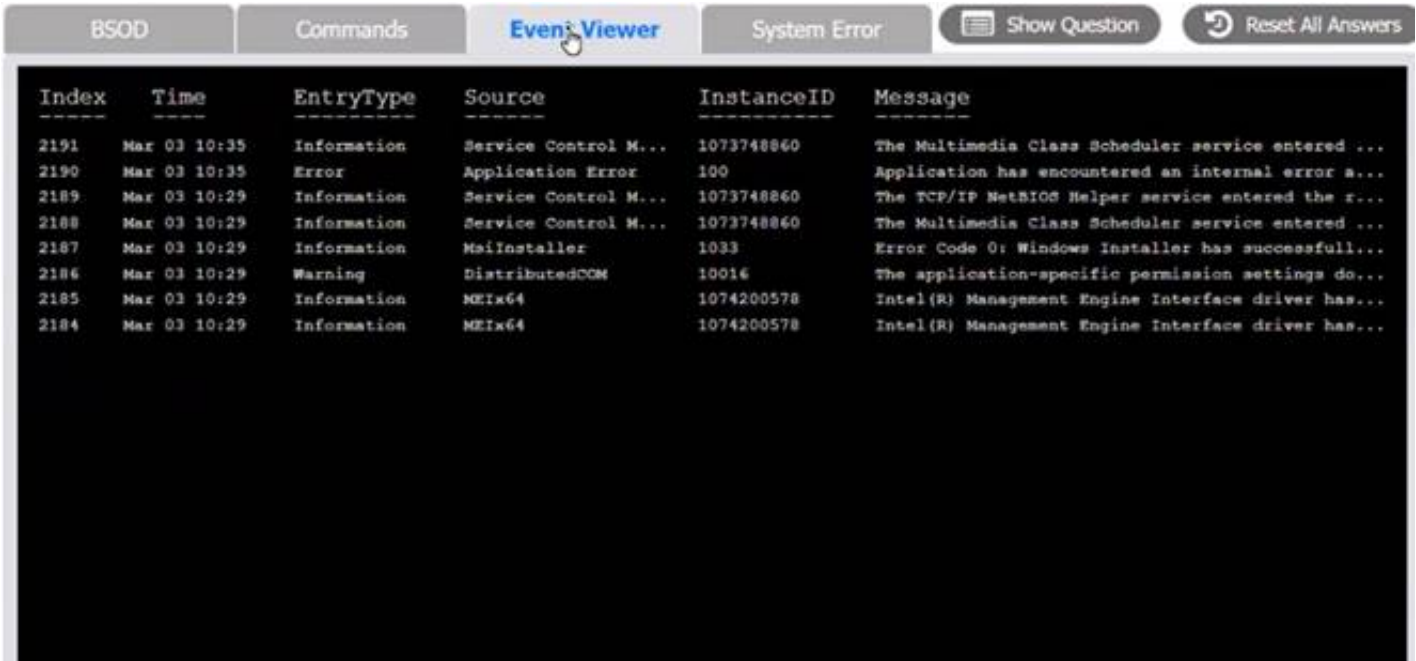 BSOD Commands Event Viewer System Error Show Question Reset All Answers
Index Time EntryType Source InstanceID Message
----- ---- --------- ------ ---------- -------
2191 Mar 03 10:35 Information Service Control M... 1073748860 The Multimedia Class Scheduler service entered ...
2190 Mar 03 10:35 Error Application Error 100 Application has encountered an internal error a...
2189 Mar 03 10:29 Information Service Control M... 1073748860 The TCP/IP NetBIOS Helper service entered the r...
2188 Mar 03 10:29 Information Service Control M... 1073748860 The Multimedia Class Scheduler service entered ...
2187 Mar 03 10:29 Information MsiInstaller 1033 Error Code 0: Windows Installer has successfull...
2186 Mar 03 10:29 Warning DistributedCOM 10016 The application-specific permission settings do...
2185 Mar 03 10:29 Information MEIx64 1074200578 Intel(R) Management Engine Interface driver has...
2184 Mar 03 10:29 Information MEIx64 1074200578 Intel(R) Management Engine Interface driver has...